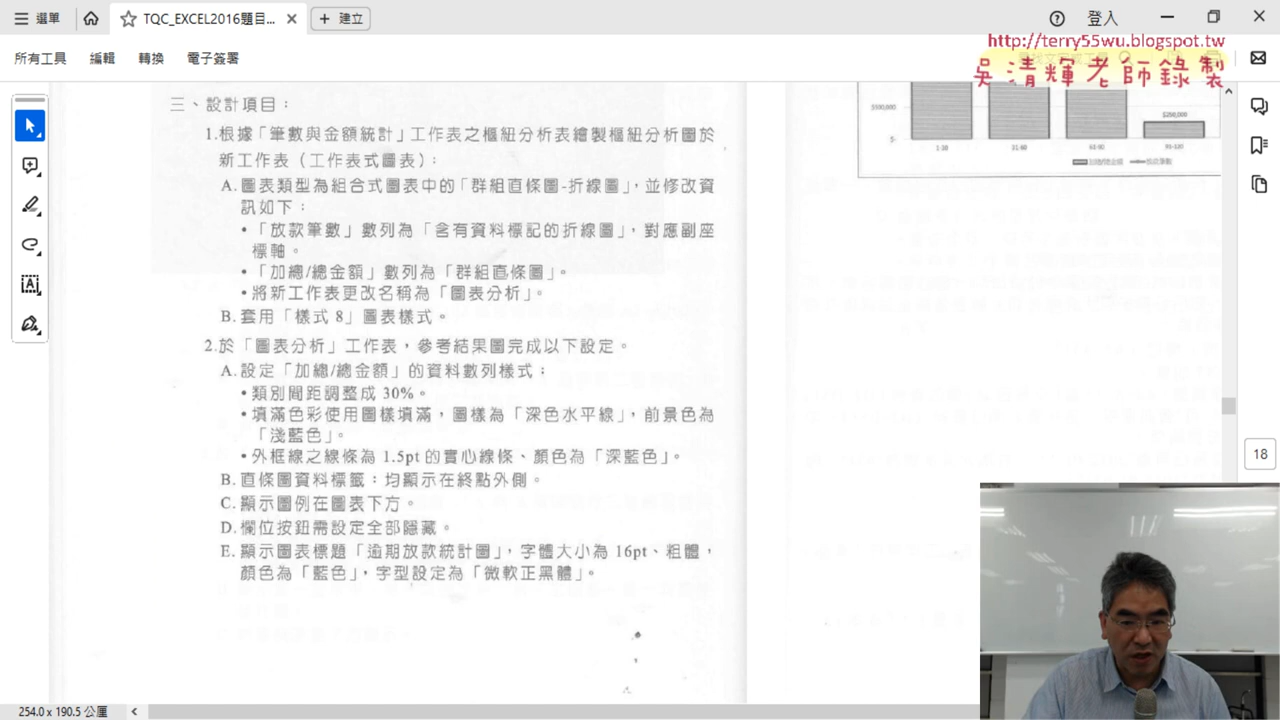 選單
TQC_EXCEL2016題目...
建立
登入
所有工具
編輯
轉換
電子簽署
http://terry55wu.blogspot.tw
吳清輝老師錄製
三、設計項目：
1.根據「筆數與金額統計」工作表之樞紐分析表繪製樞紐分析圖於
新工作表（工作表式圖表）：
A.圖表類型為組合式圖表中的「群組直條圖-折線圖」，並修改資
訊如下：
•「放款筆數」數列為「含有資料標記的折線圖」，對應副座
標軸。
•「加總/總金額」數列為「群組直條圖」。
•將新工作表更改名稱為「圖表分析」。
B.套用「樣式 8」圖表樣式。
2.於「圖表分析」工作表，參考結果圖完成以下設定。
A.設定「加總/總金額」的資料數列樣式：
•類別間距調整成 30%。
•填滿色彩使用圖樣填滿，圖樣為「深色水平線」，前景色為
「淺藍色」。
•外框線之線條為 1.5pt 的實心線條、顏色為「深藍色」。
B.直條圖資料標籤：均顯示在終點外側。
C.顯示圖例在圖表下方。
D.欄位按鈕需設定全部隱藏。
E.顯示圖表標題「逾期放款統計圖」，字體大小為 16pt、粗體，
顏色為「藍色」，字型設定為「微軟正黑體」。
1-30
31-60
61-90
18
254.0 x 190.5 公厘